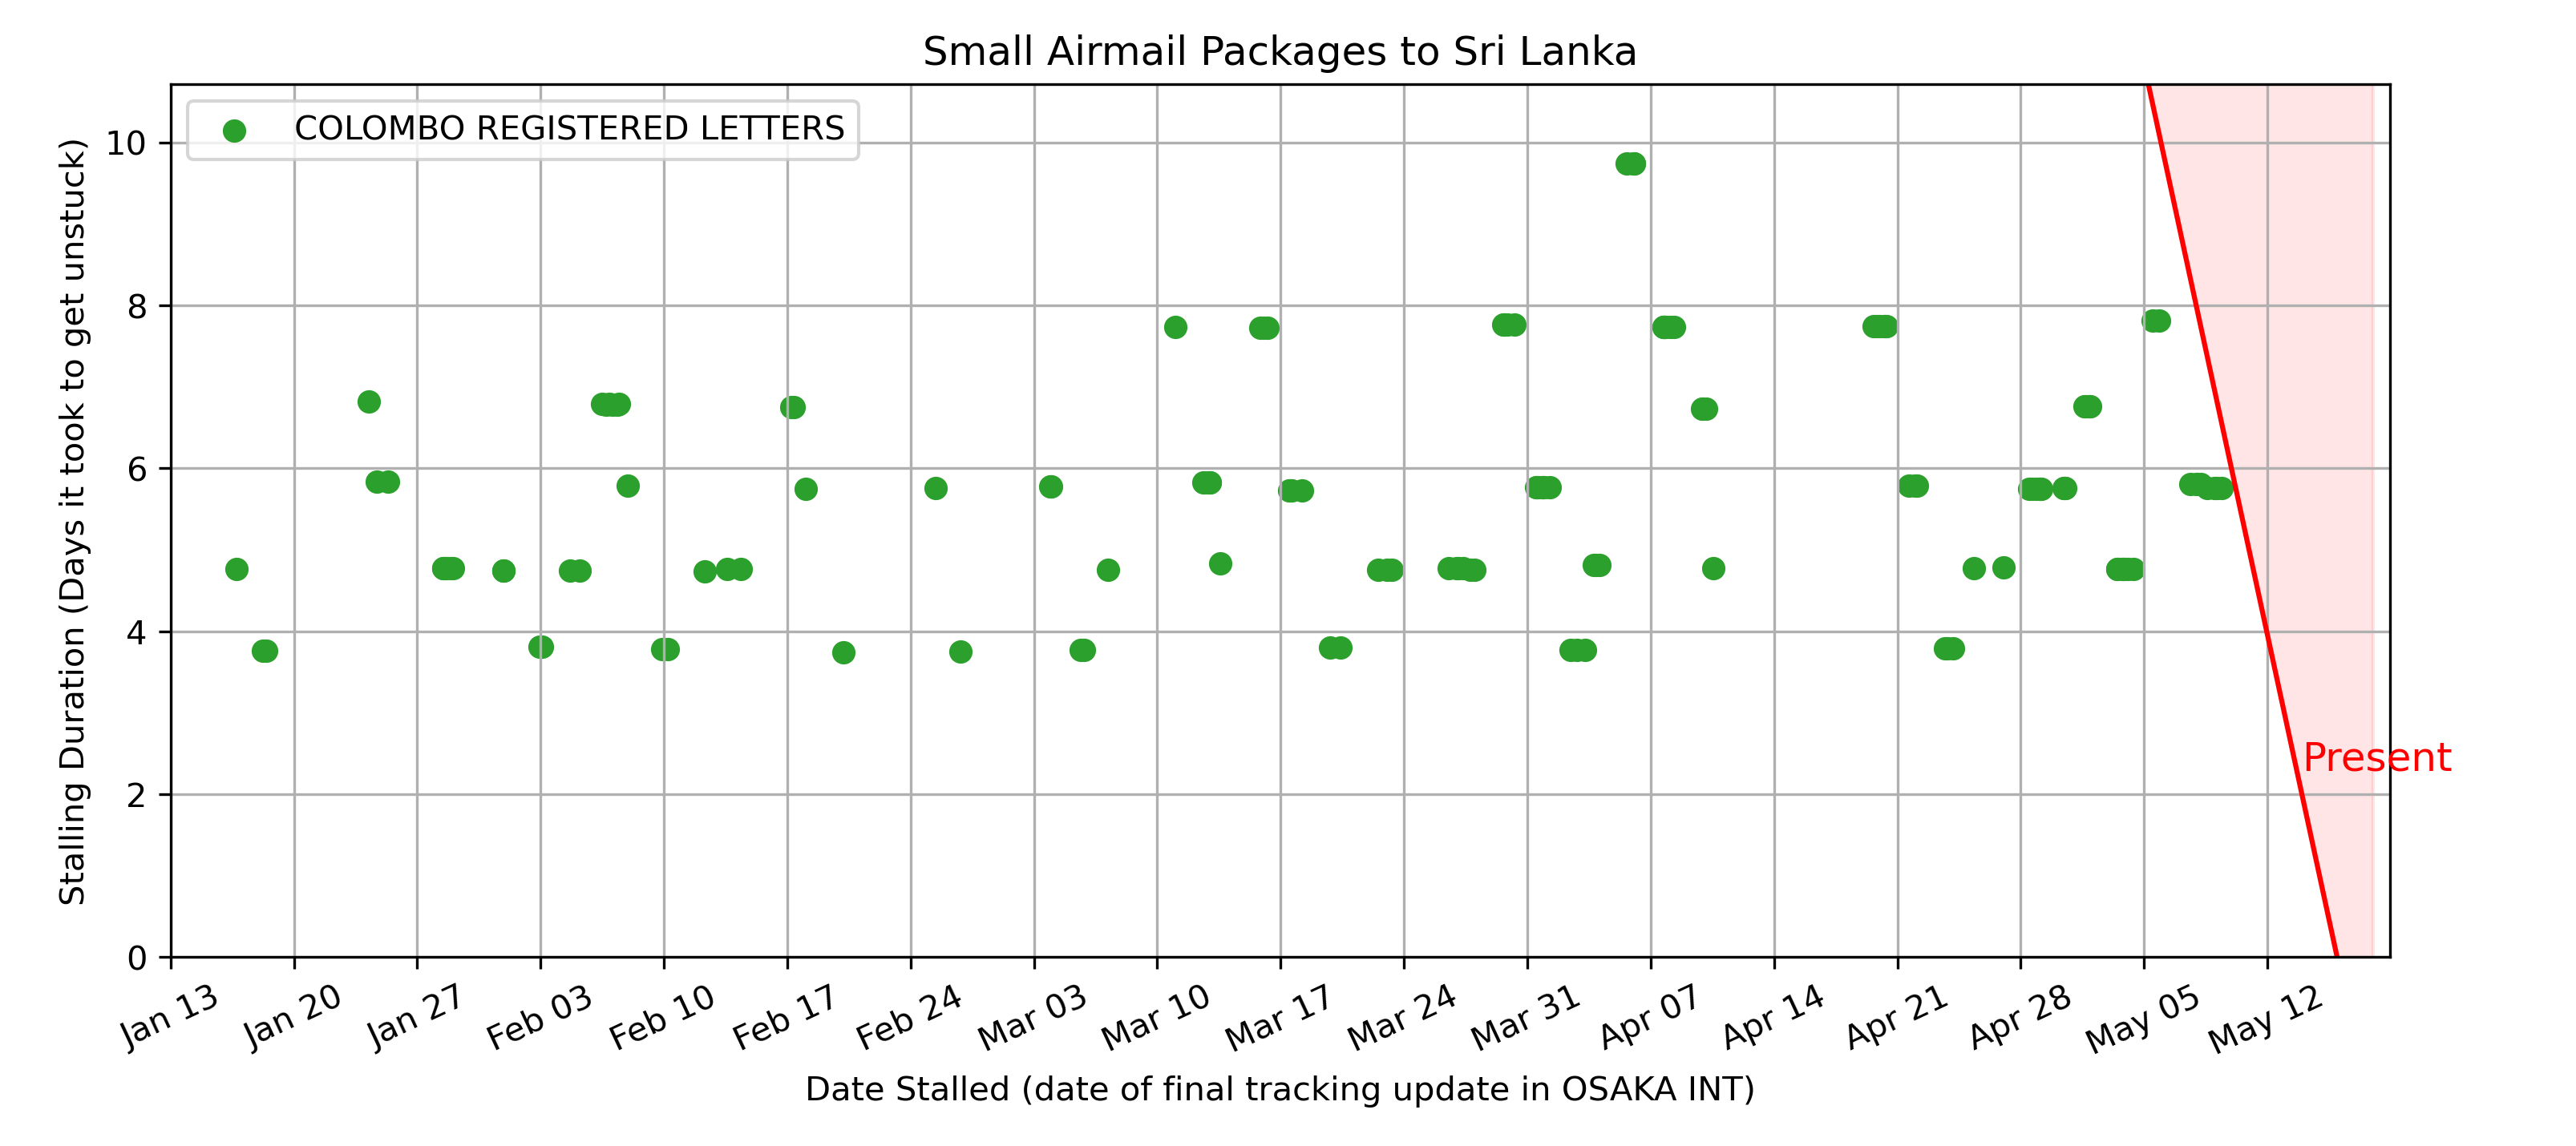 Small Airmail Packages to Sri Lanka
COLOMBO REGISTERED LETTERS
Stalling Duration (Days it took to get unstuck)
10
8
6
4
2
0
Present
Jan 13
Jan 20
Jan 27
Feb 03
Feb 10
Feb 17
Feb 24
Mar 03
Mar 10
Mar 17
Mar 24
Mar 31
Apr 07
Apr 14
Apr 21
Apr 28
May 05
May 12
Date Stalled (date of final tracking update in OSAKA INT)